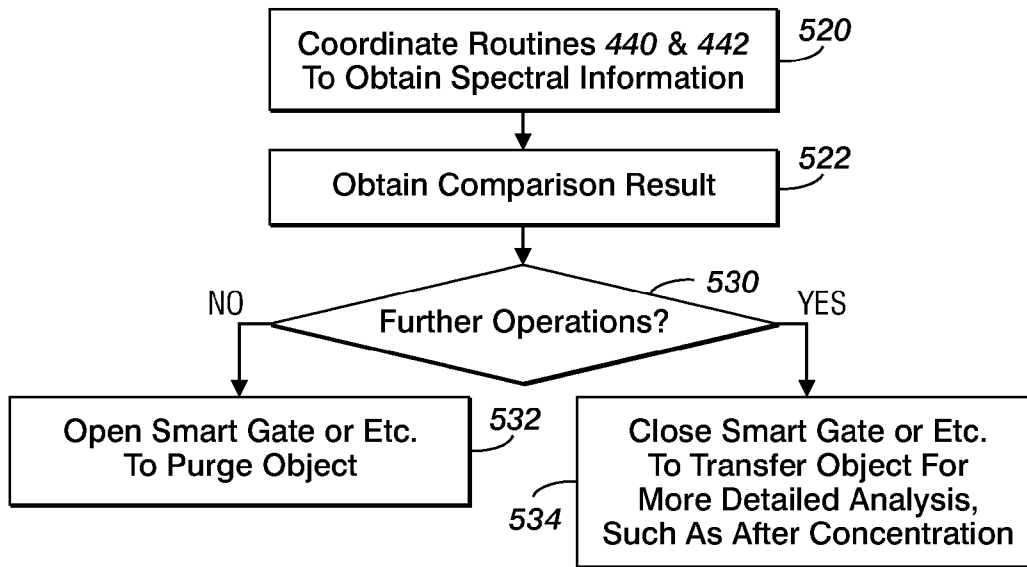 Coordinate Routines 440 & 442
To Obtain Spectral Information
520
Obtain Comparison Result
522
Further Operations?
530
NO
YES
Open Smart Gate or Etc.
To Purge Object
532
Close Smart Gate or Etc.
To Transfer Object For
More Detailed Analysis,
Such As After Concentration
534